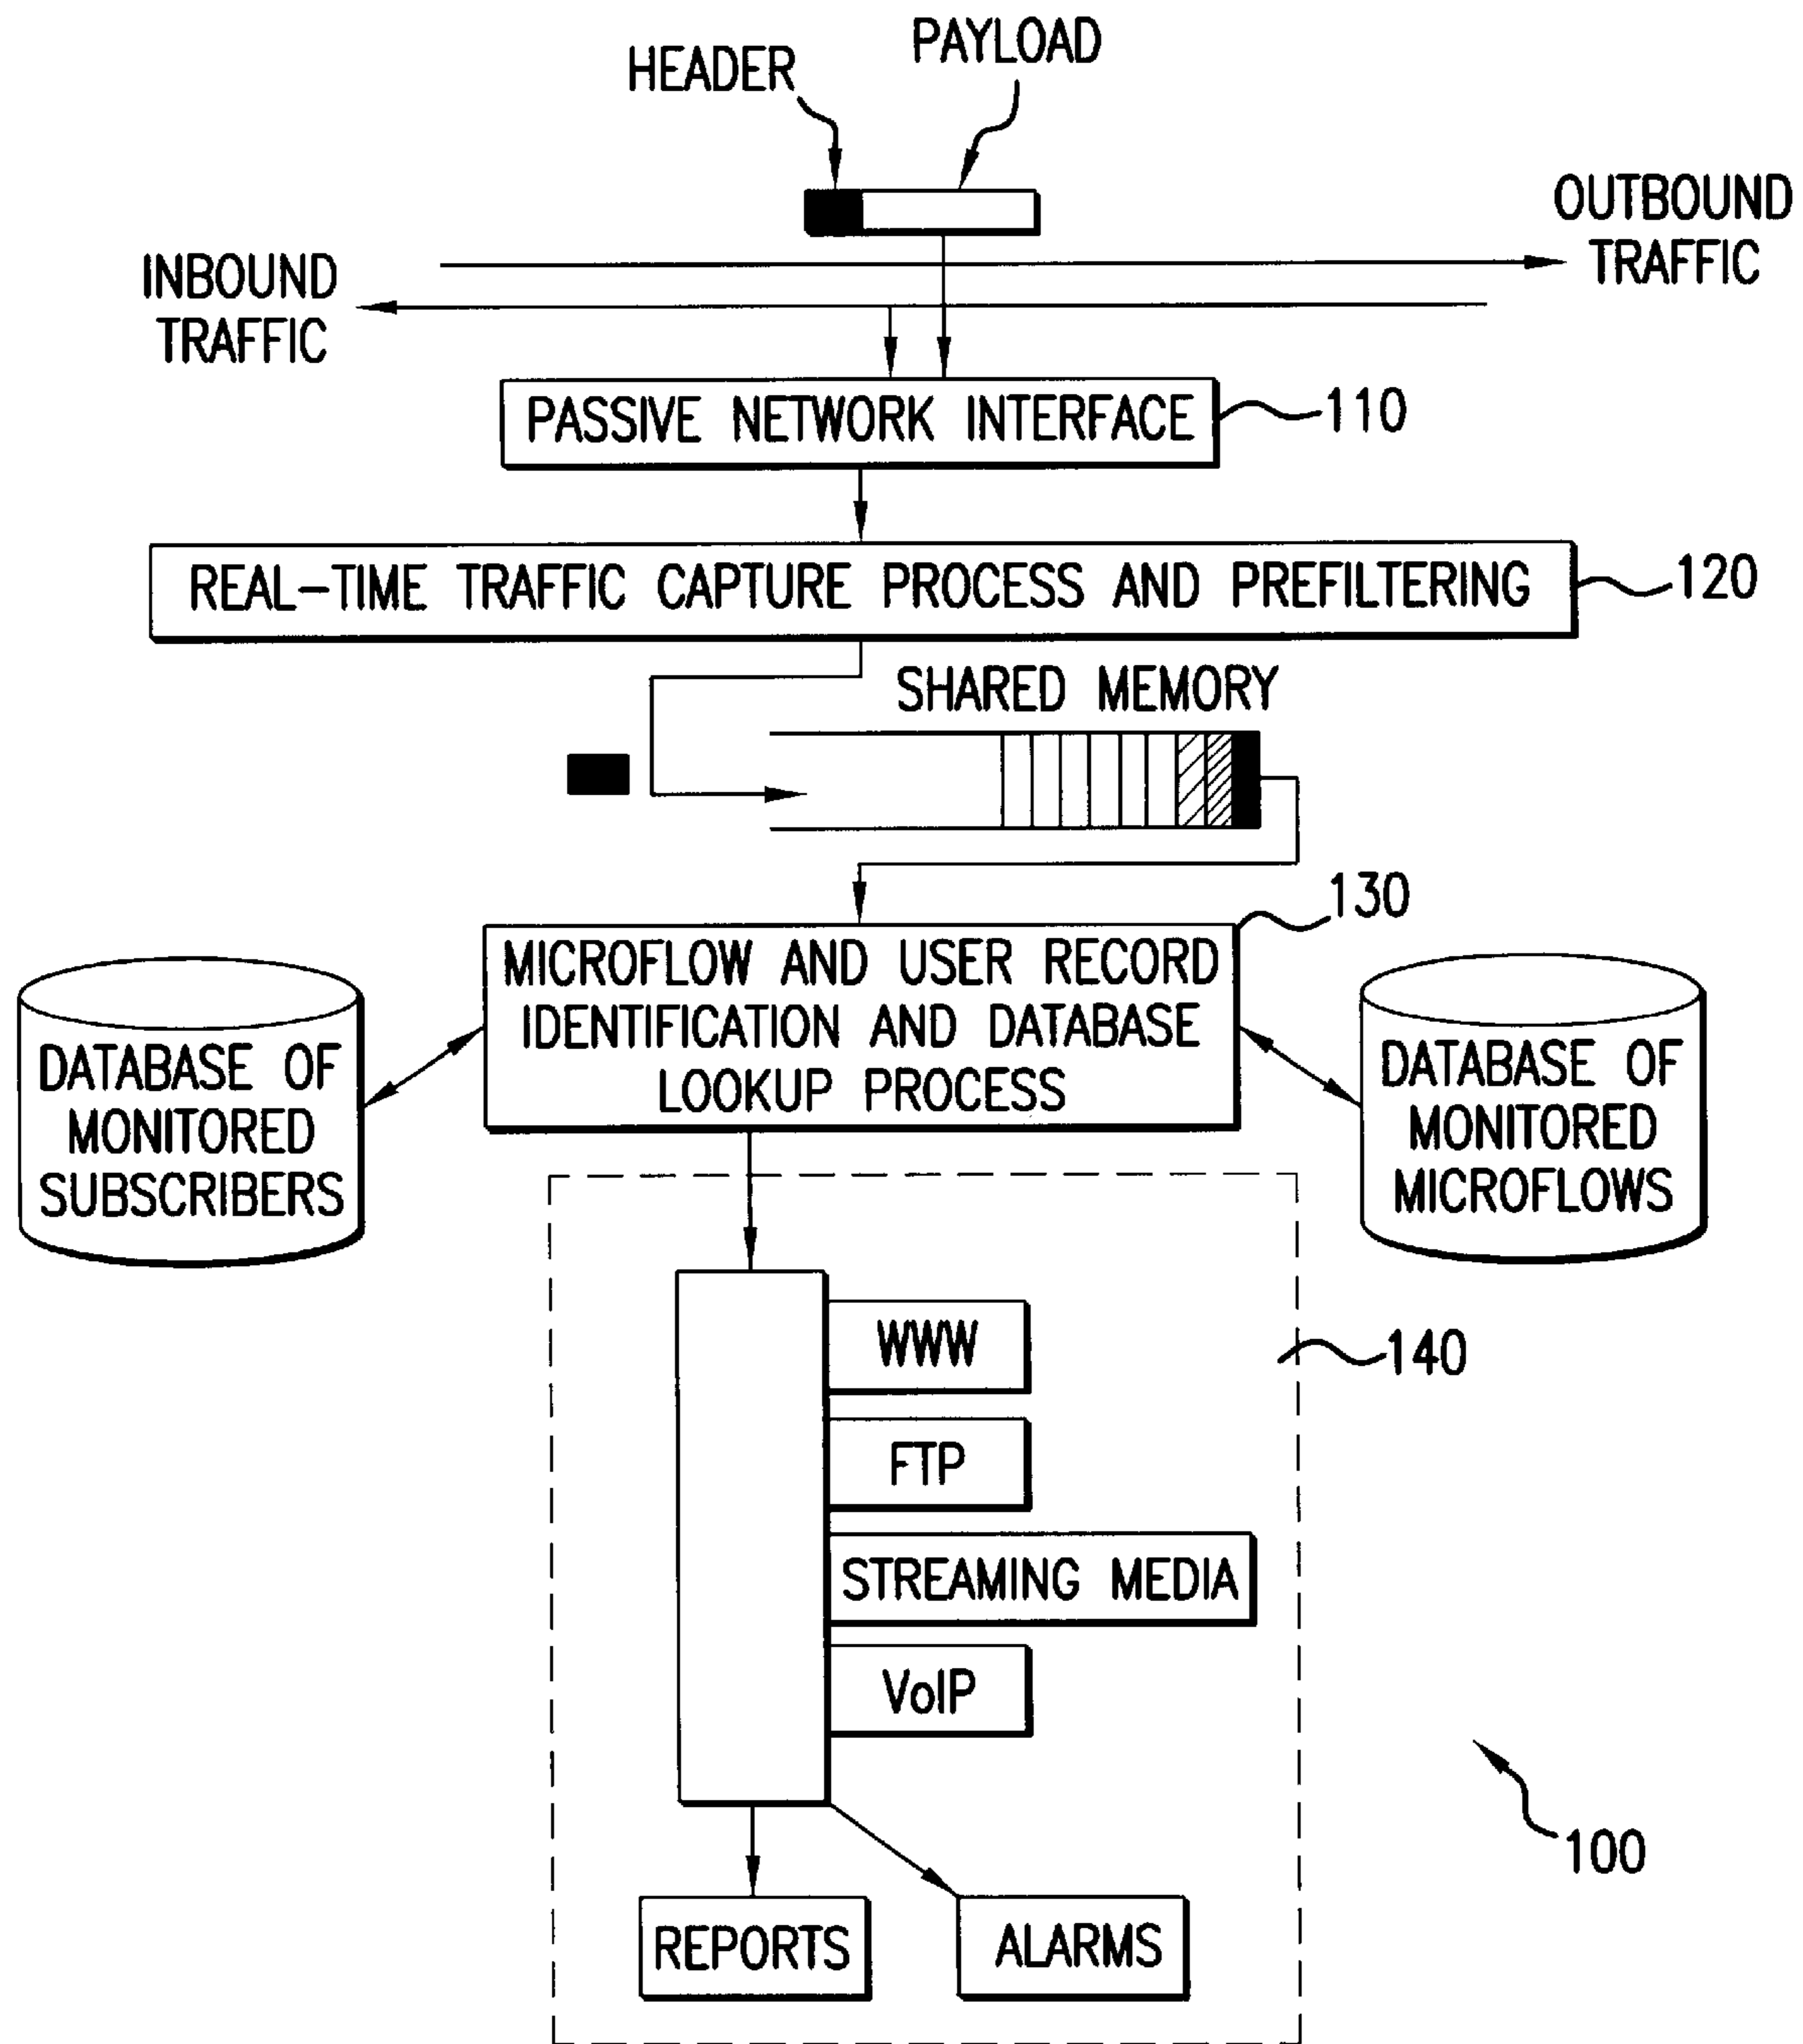 HEADER
PAYLOAD
OUTBOUND
TRAFFIC
INBOUND
TRAFFIC
PASSIVE NETWORK INTERFACE
110
REAL-TIME TRAFFIC CAPTURE PROCESS AND PREFILTERING
120
SHARED MEMORY
130
MICROFLOW AND USER RECORD
IDENTIFICATION AND DATABASE
LOOKUP PROCESS
DATABASE OF
MONITORED
SUBSCRIBERS
DATABASE OF
MONITORED
MICROFLOWS
WWW
140
FTP
STREAMING MEDIA
VoIP
100
REPORTS
ALARMS